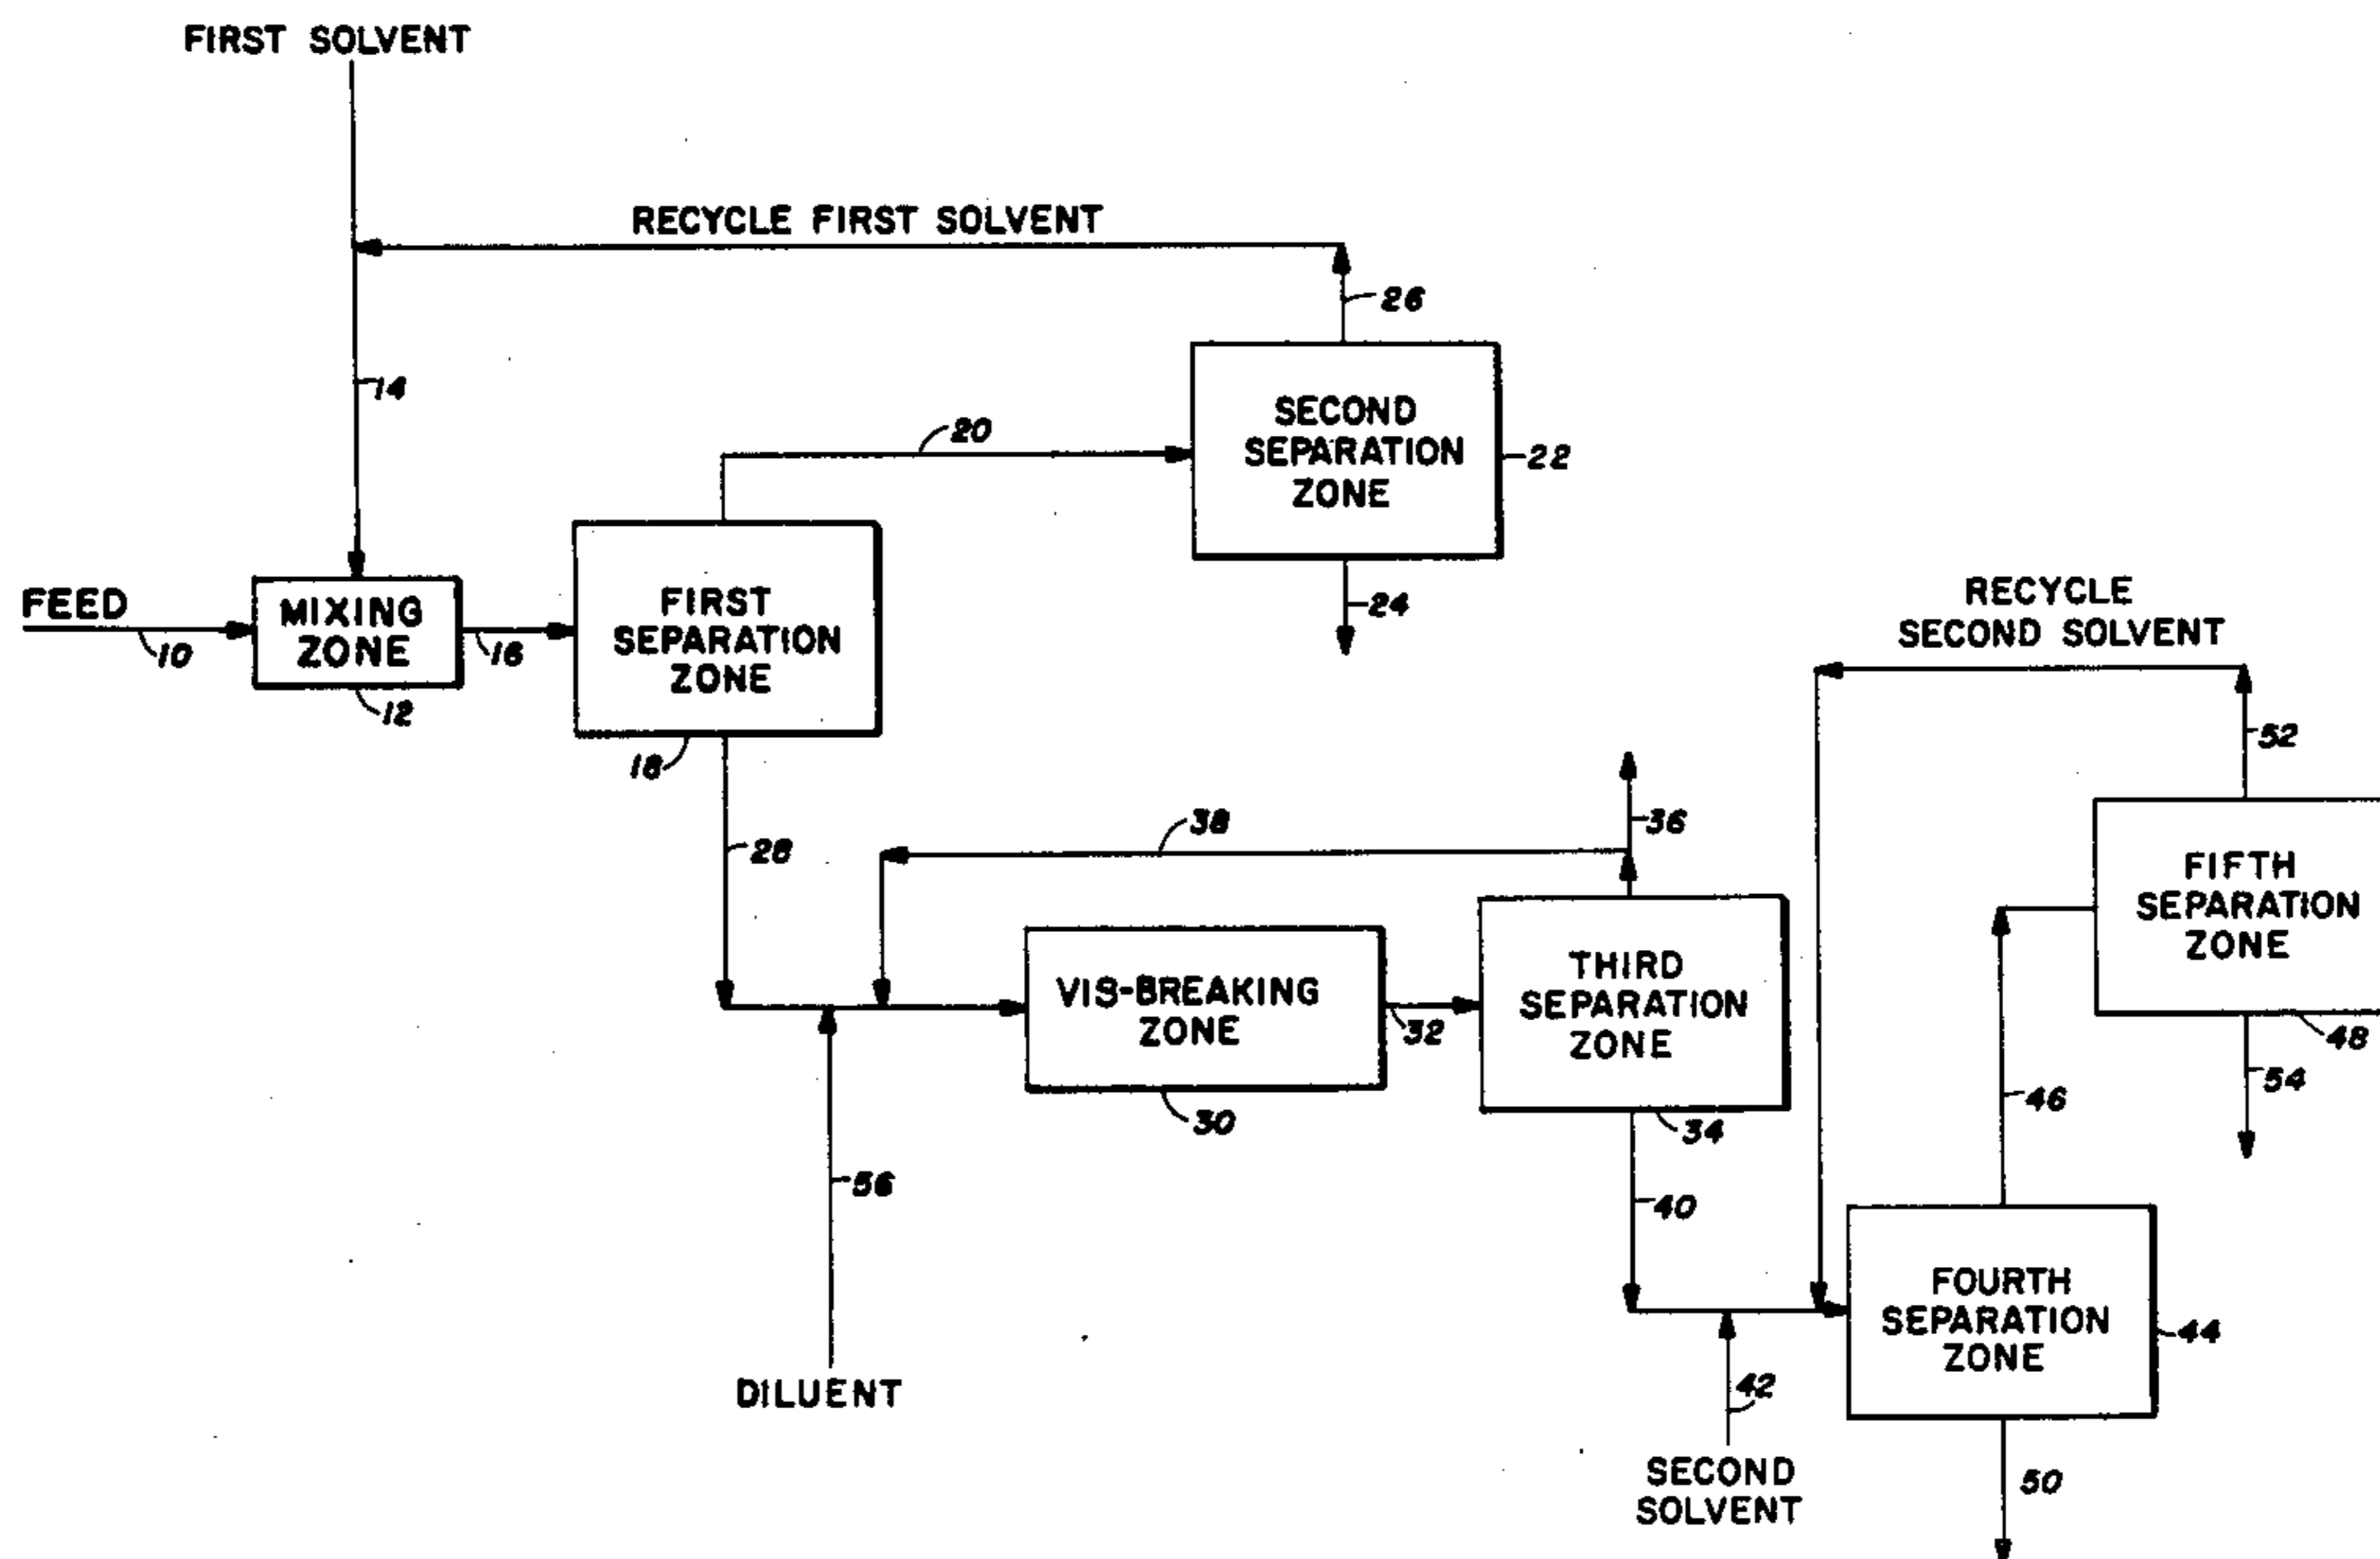 FIRST SOLVENT
RECYCLE FIRST SOLVENT
26
14
20
SECOND
SEPARATION
ZONE
22
24
FEED
10
MIXING
ZONE
12
16
FIRST
SEPARATION
ZONE
18
RECYCLE
SECOND SOLVENT
52
28
38
36
FIFTH
SEPARATION
ZONE
48
54
VIS-BREAKING
ZONE
30
32
THIRD
SEPARATION
ZONE
34
46
56
40
DILUENT
FOURTH
SEPARATION
ZONE
44
42
SECOND
SOLVENT
50